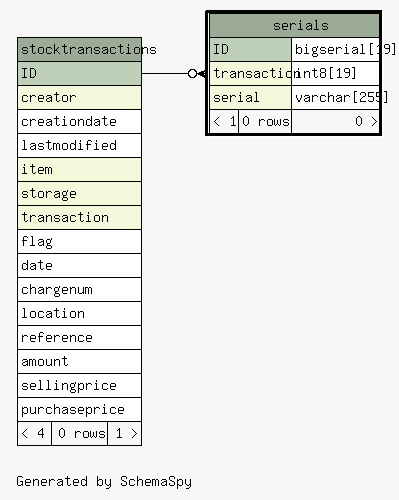 serials
ID bigserial[19]
transaction int8[19]
serial varchar[255]
< 1 0 rows 0 >
stocktransactions
ID
creator
creationdate
lastmodified
item
storage
transaction
flag
date
chargenum
location
reference
amount
sellingprice
purchaseprice
< 4 0 rows 1 >
Generated by SchemaSpy